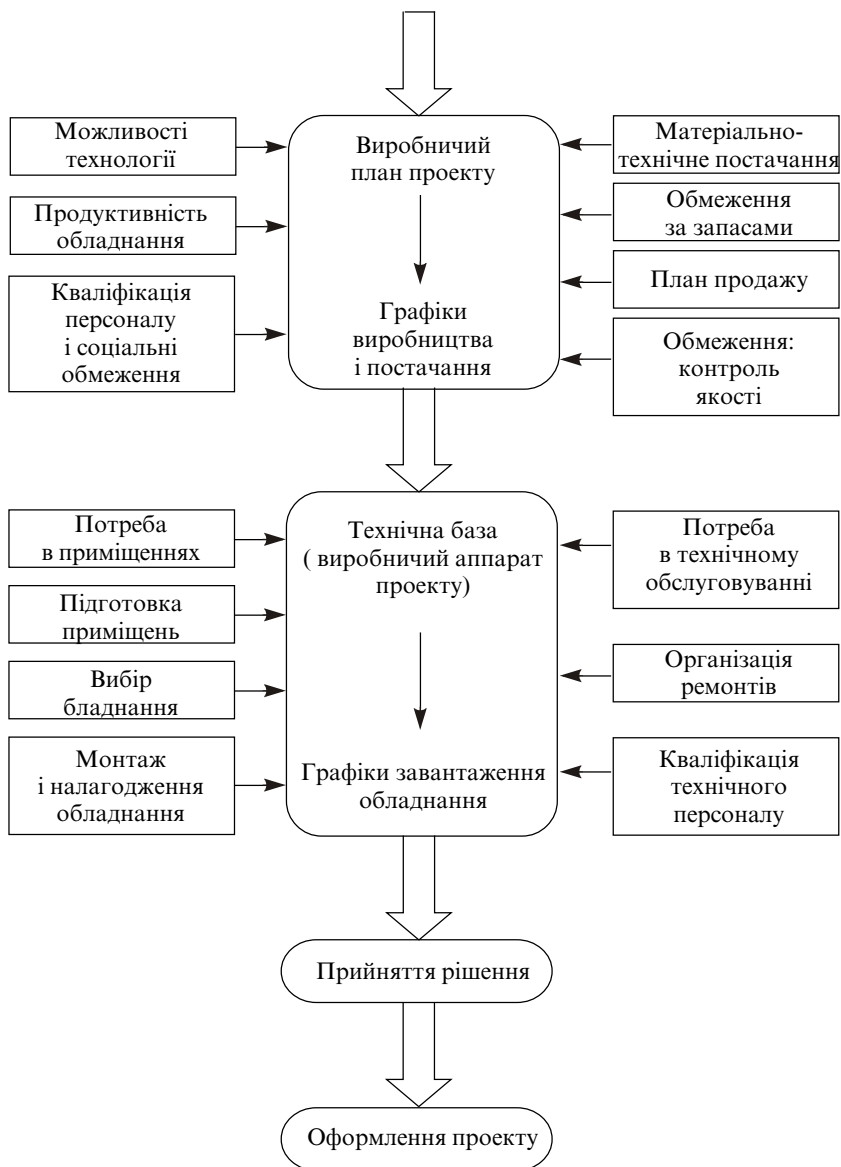 Можливості
технології
Продуктивність
обладнання
Кваліфікація
персоналу
і соціальні
обмеження
Виробничий
план проекту
Графіки
виробництва
і постачання
Матеріально-
технічне постачання
Обмеження
за запасами
План продажу
Обмеження:
контроль
якості
Потреба
в приміщеннях
Підготовка
приміщень
Вибір
бладнання
Монтаж
і налагодження
обладнання
Технічна база
( виробничий аппарат
проекту)
Графіки завантаження
обладнання
Потреба
в технічному
обслуговуванні
Організація
ремонтів
Кваліфікація
технічного
персоналу
Прийняття рішення
Оформлення проекту